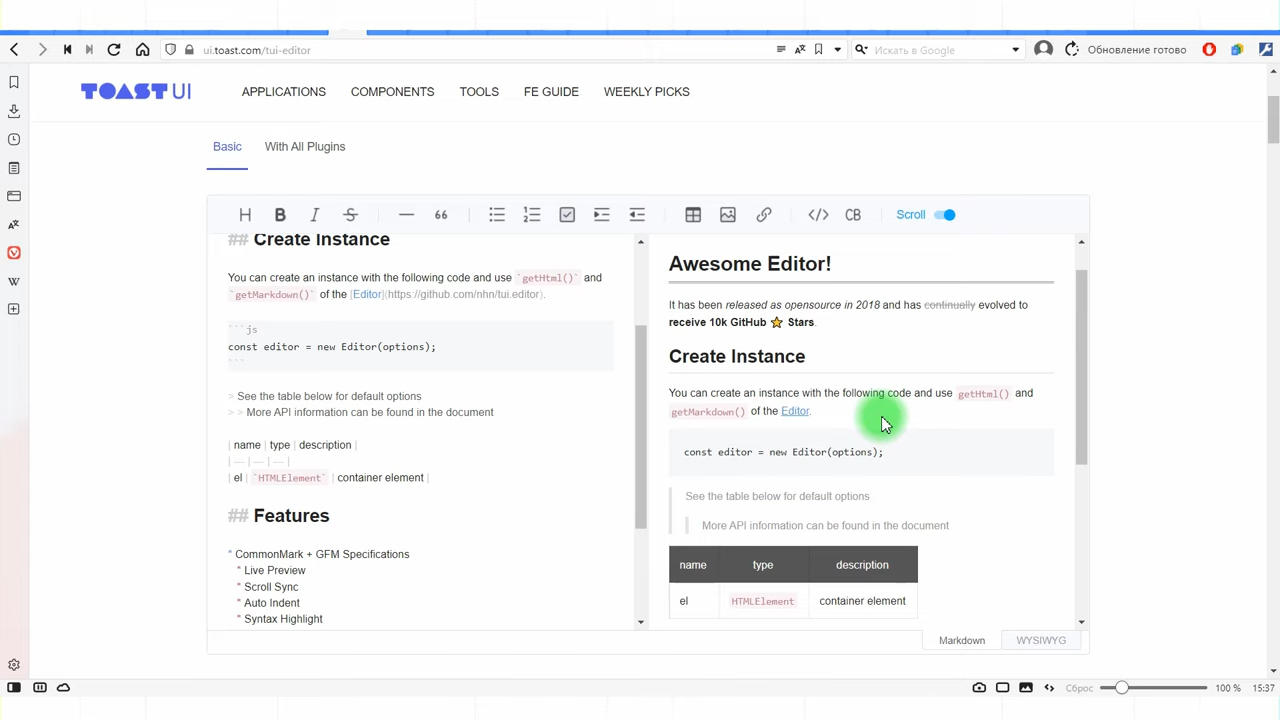 ui.toast.com/tui-editor
Искать в Google
Обновление готово
TOAST UI
APPLICATIONS
COMPONENTS
TOOLS
FE GUIDE
WEEKLY PICKS
Basic
With All Plugins
H B I S — 66 </> CB Scroll
## Create Instance
You can create an instance with the following code and use `getHtml()` and
`getMarkdown()` of the [Editor](https://github.com/nhn/tui.editor).
```js
const editor = new Editor(options);
```
> See the table below for default options
> > More API information can be found in the document
| name | type | description |
| --- | --- | --- |
| el | `HTMLElement` | container element |
## Features
* CommonMark + GFM Specifications
* Live Preview
* Scroll Sync
* Auto Indent
* Syntax Highlight
Awesome Editor!
It has been released as opensource in 2018 and has continually evolved to
receive 10k GitHub ⭐ Stars.
Create Instance
You can create an instance with the following code and use getHtml() and
getMarkdown() of the Editor.
const editor = new Editor(options);
See the table below for default options
More API information can be found in the document
name type description
el HTMLElement container element
Markdown
WYSIWYG
Сброс
100 %
15:37